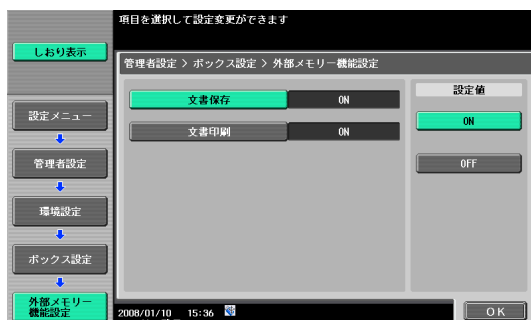 項目を選択して設定変更ができます
しおり表示
管理者設定 > ボックス設定 > 外部メモリー機能設定
文書保存 ON
文書印刷 ON
設定値
ON
OFF
設定メニュー
管理者設定
環境設定
ボックス設定
外部メモリー
機能設定
2008/01/10 15:36
OK